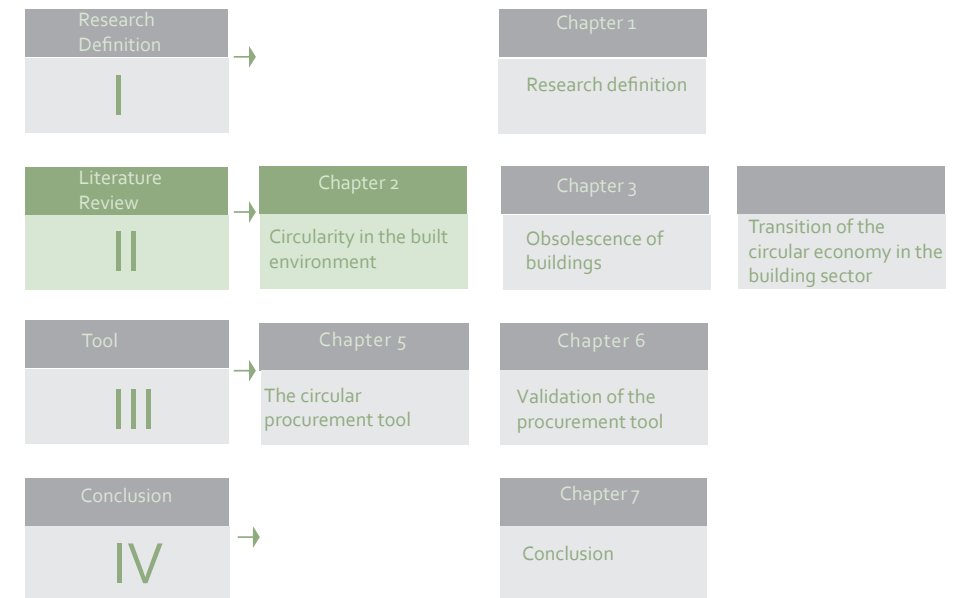 Research
Definition
I
Chapter 1
Research definition
Literature
Review
II
Chapter 2
Circularity in the built
environment
Chapter 3
Obsolescence of
buildings
Transition of the
circular economy in the
building sector
Tool
III
Chapter 5
The circular
procurement tool
Chapter 6
Validation of the
procurement tool
Conclusion
IV
Chapter 7
Conclusion